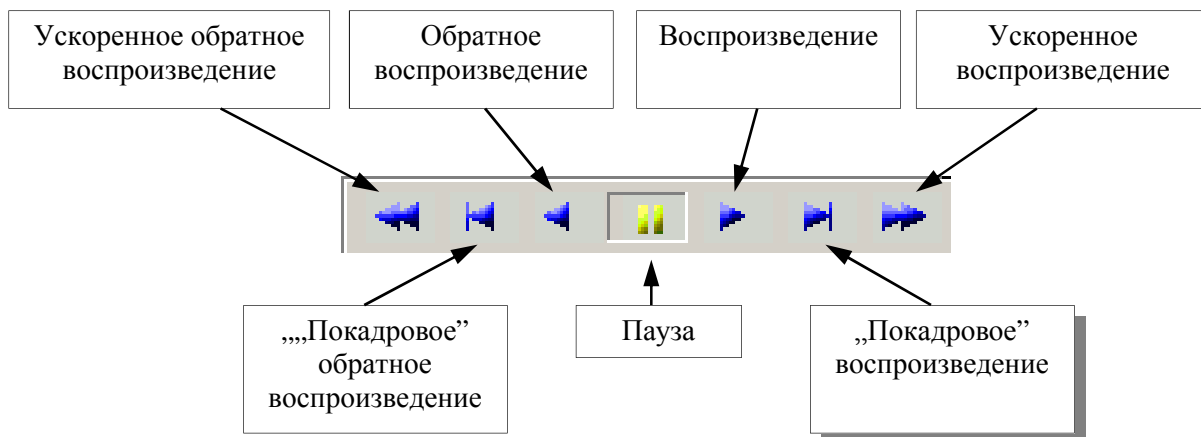 Ускоренное обратное
воспроизведение
Обратное
воспроизведение
Воспроизведение
Ускоренное
воспроизведение
„„Покадровое”
обратное
воспроизведение
Пауза
„Покадровое”
воспроизведение